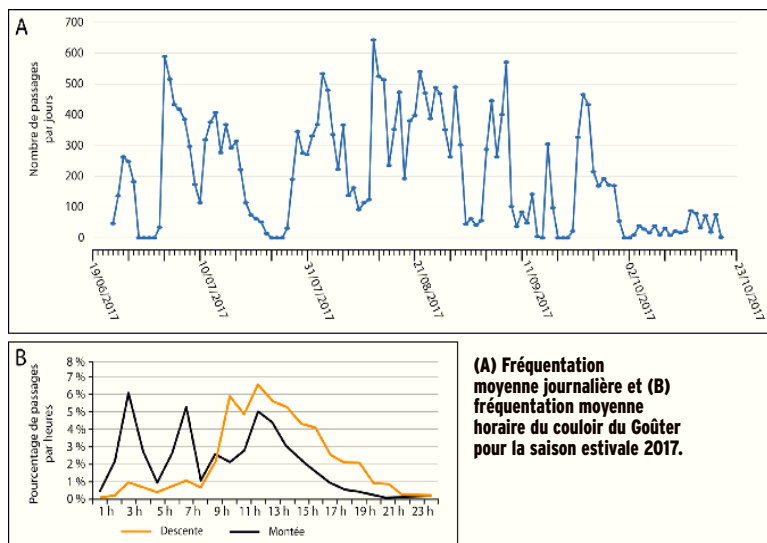 A
Nombre de passages
par jours
700
600
500
400
300
200
100
0
19/06/2017
10/07/2017
31/07/2017
21/08/2017
11/09/2017
02/10/2017
23/10/2017
B
Pourcentage de passages
par heures
8 %
7 %
6 %
5 %
4 %
3 %
2 %
1 %
0 %
1 h 3 h 5 h 7 h 9 h 11 h 13 h 15 h 17 h 19 h 21 h 23 h
Descente Montée
(A) Fréquentation
moyenne journalière et (B)
fréquentation moyenne
horaire du couloir du Goûter
pour la saison estivale 2017.